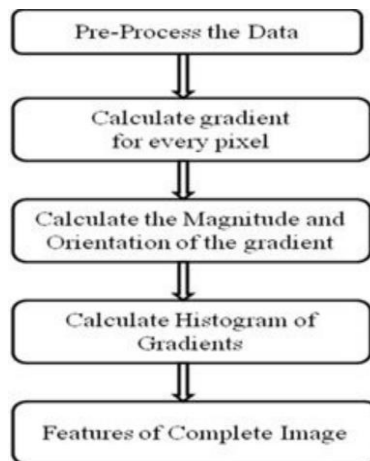 Pre-Process the Data
Calculate gradient
for every pixel
Calculate the Magnitude and
Orientation of the gradient
Calculate Histogram of
Gradients
Features of Complete Image